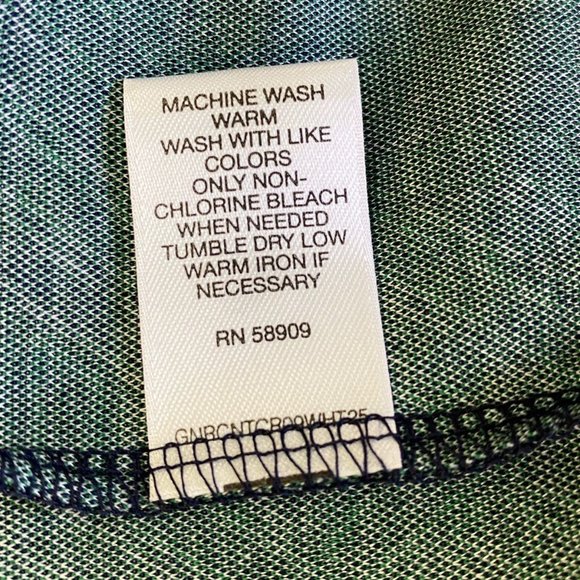 MACHINE WASH
WARM
WASH WITH LIKE
COLORS
ONLY NON-
CHLORINE BLEACH
WHEN NEEDED
TUMBLE DRY LOW
WARM IRON IF
NECESSARY
RN 58909
GNRCNTCR09WHT25